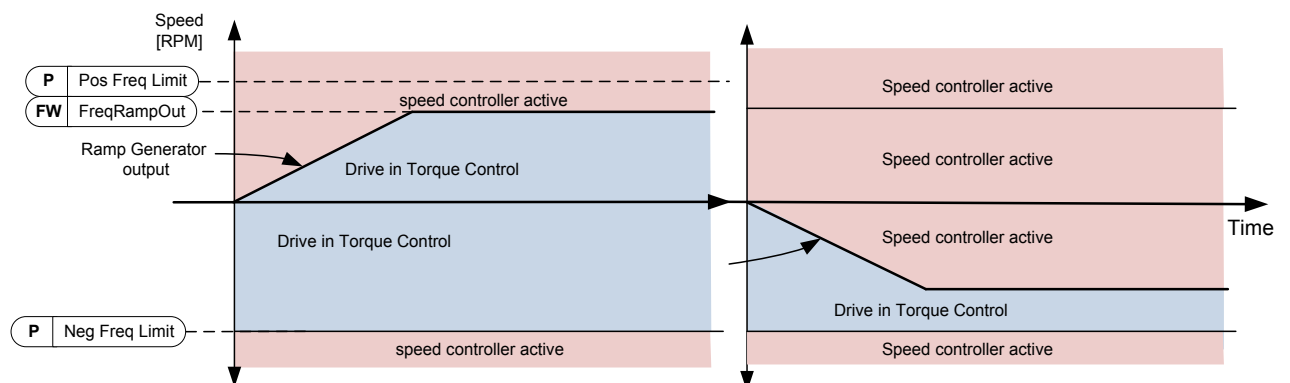 Speed
[RPM]
P Pos Freq Limit
speed controller active
FW FreqRampOut
Ramp Generator
output
Drive in Torque Control
Drive in Torque Control
P Neg Freq Limit
speed controller active
Speed controller active
Speed controller active
Time
Speed controller active
Drive in Torque Control
Speed controller active